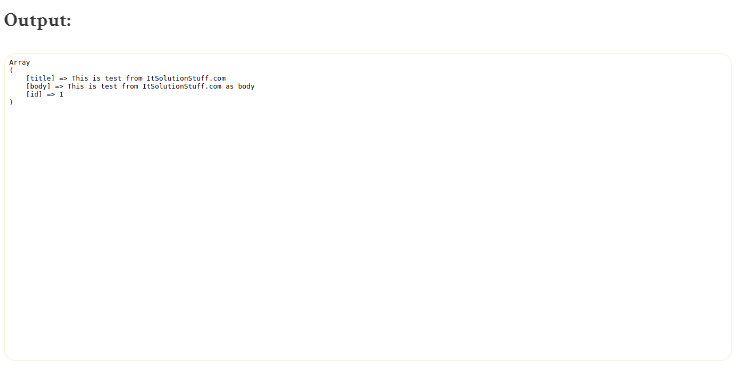 Output:
Array
(
    [title] => This is test from ItSolutionStuff.com
    [body] => This is test from ItSolutionStuff.com as body
    [id] => 1
)